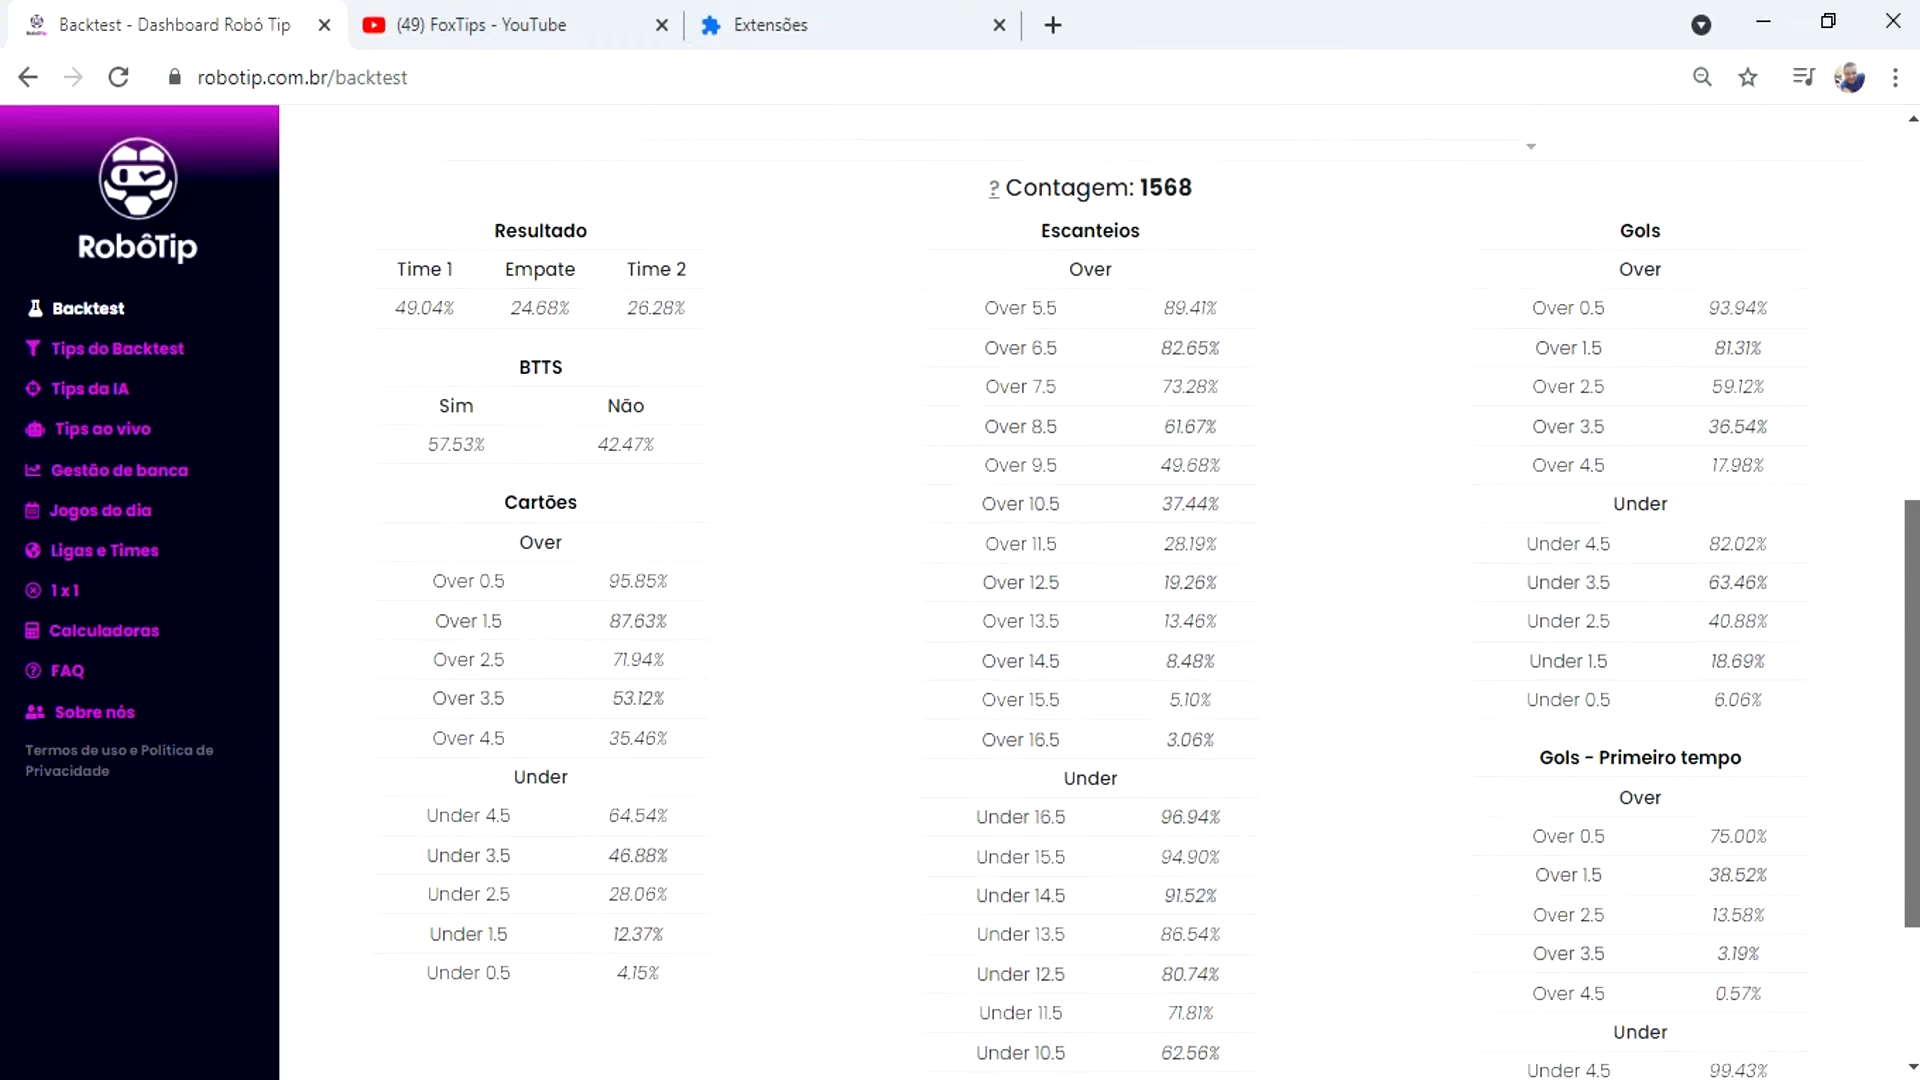 Backtest - Dashboard Robô Tip
(49) FoxTips - YouTube
Extensões
robotip.com.br/backtest
RobôTip
Backtest
Tips do Backtest
Tips da IA
Tips ao vivo
Gestão de banca
Jogos do dia
Ligas e Times
1 x 1
Calculadoras
FAQ
Sobre nós
Termos de uso e Política de
Privacidade
? Contagem: 1568
Resultado
Time 1 Empate Time 2
49.04% 24.68% 26.28%
BTTS
Sim Não
57.53% 42.47%
Cartões
Over
Over 0.5 95.85%
Over 1.5 87.63%
Over 2.5 71.94%
Over 3.5 53.12%
Over 4.5 35.46%
Under
Under 4.5 64.54%
Under 3.5 46.88%
Under 2.5 28.06%
Under 1.5 12.37%
Under 0.5 4.15%
Escanteios
Over
Over 5.5 89.41%
Over 6.5 82.65%
Over 7.5 73.28%
Over 8.5 61.67%
Over 9.5 49.68%
Over 10.5 37.44%
Over 11.5 28.19%
Over 12.5 19.26%
Over 13.5 13.46%
Over 14.5 8.48%
Over 15.5 5.10%
Over 16.5 3.06%
Under
Under 16.5 96.94%
Under 15.5 94.90%
Under 14.5 91.52%
Under 13.5 86.54%
Under 12.5 80.74%
Under 11.5 71.81%
Under 10.5 62.56%
Gols
Over
Over 0.5 93.94%
Over 1.5 81.31%
Over 2.5 59.12%
Over 3.5 36.54%
Over 4.5 17.98%
Under
Under 4.5 82.02%
Under 3.5 63.46%
Under 2.5 40.88%
Under 1.5 18.69%
Under 0.5 6.06%
Gols - Primeiro tempo
Over
Over 0.5 75.00%
Over 1.5 38.52%
Over 2.5 13.58%
Over 3.5 3.19%
Over 4.5 0.57%
Under
Under 4.5 99.43%